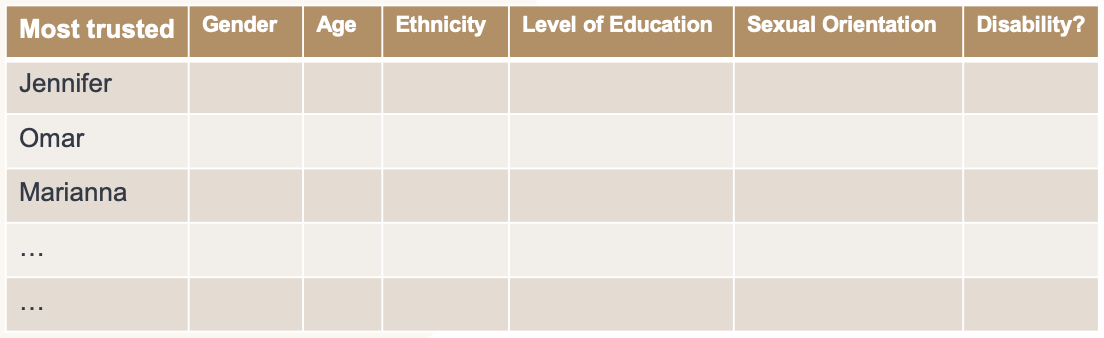 Most trusted Gender Age Ethnicity Level of Education Sexual Orientation Disability?
Jennifer
Omar
Marianna
…
…